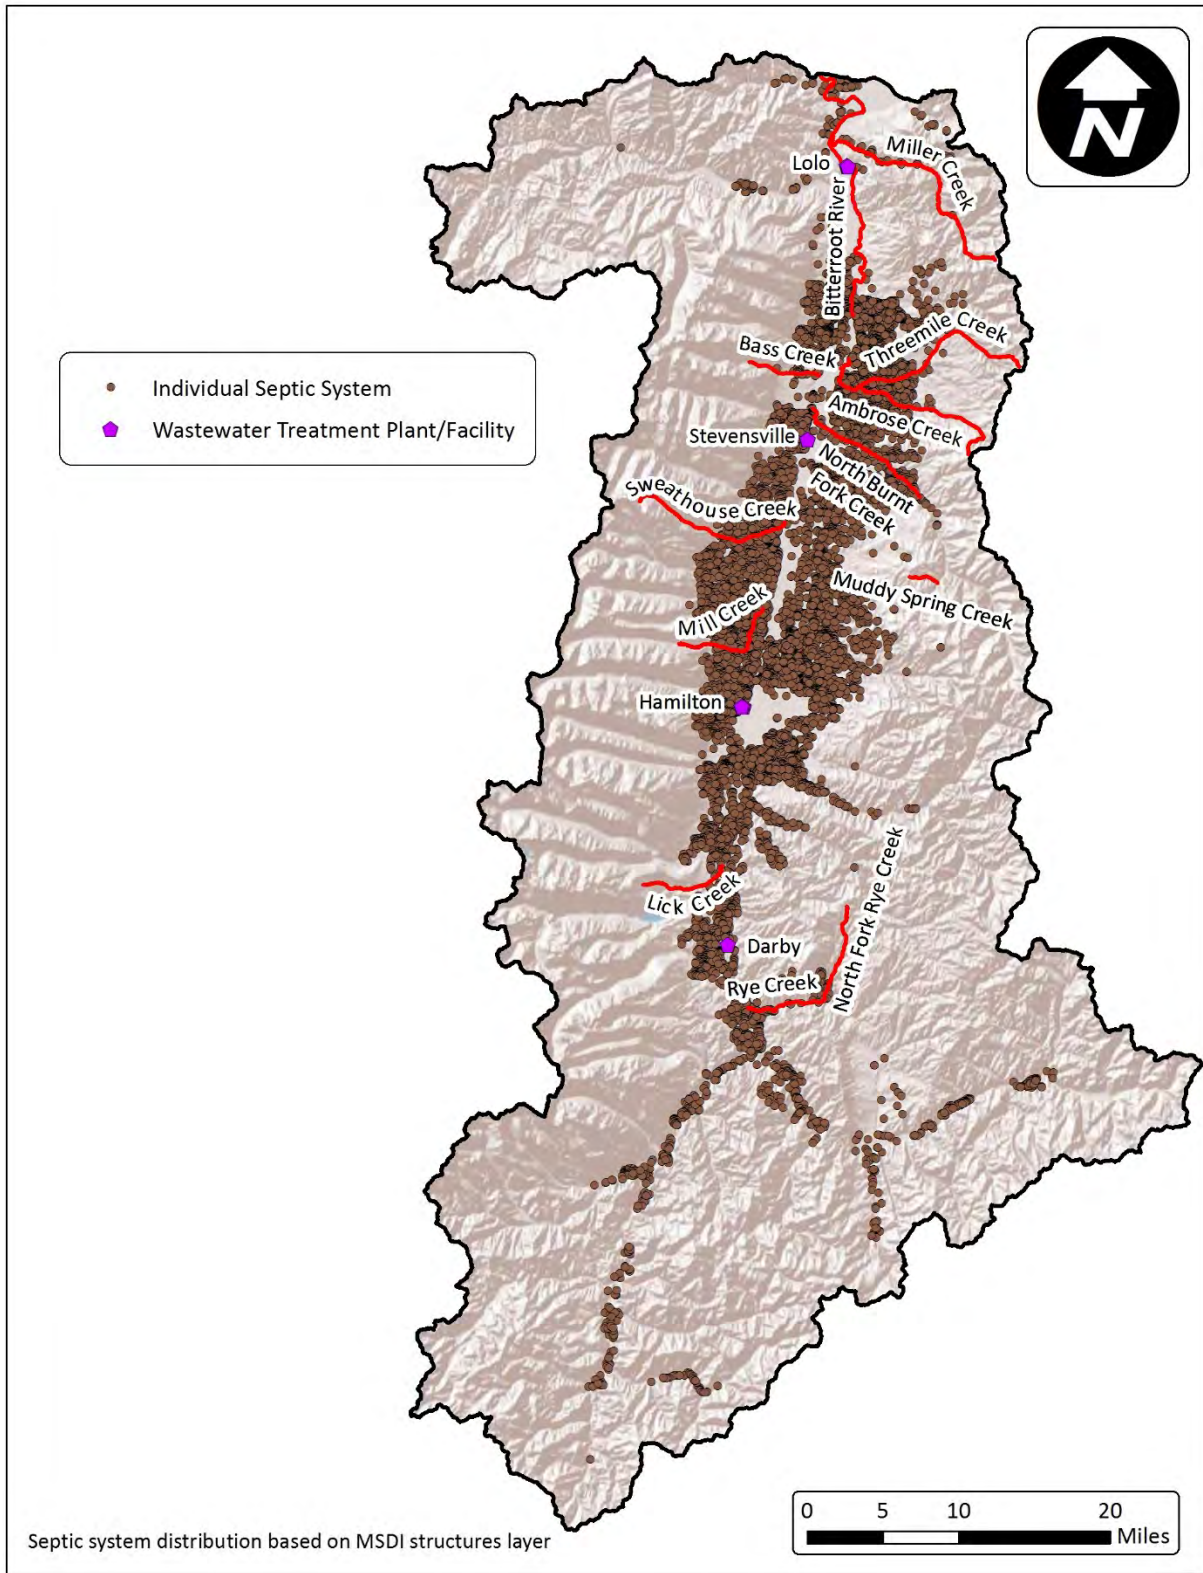 N
Miller Creek
Lolo
Bitterroot River
Threemile Creek
Bass Creek
Individual Septic System
Wastewater Treatment Plant/Facility
Ambrose Creek
Stevensville
North Burnt
Fork Creek
Sweathouse Creek
Muddy Spring Creek
Mill Creek
Hamilton
North Fork Rye Creek
Lick Creek
Darby
Rye Creek
0 5 10 20
Miles
Septic system distribution based on MSDI structures layer